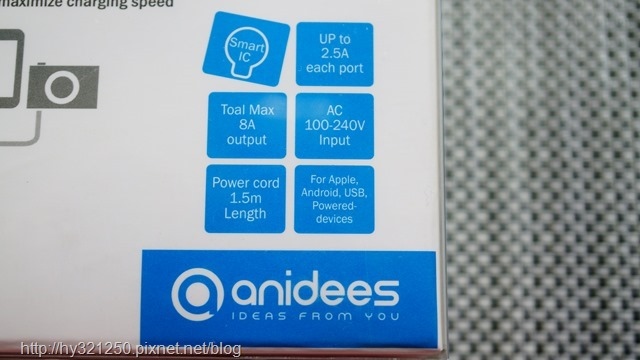 maximize charging speed
Smart
IC
UP to
2.5A
each port
Toal Max
8A
output
AC
100-240V
Input
Power cord
1.5m
Length
For Apple,
Android, USB,
Powered-
devices
anidees
IDEAS FROM YOU
http://hy321250.pixnet.net/blog